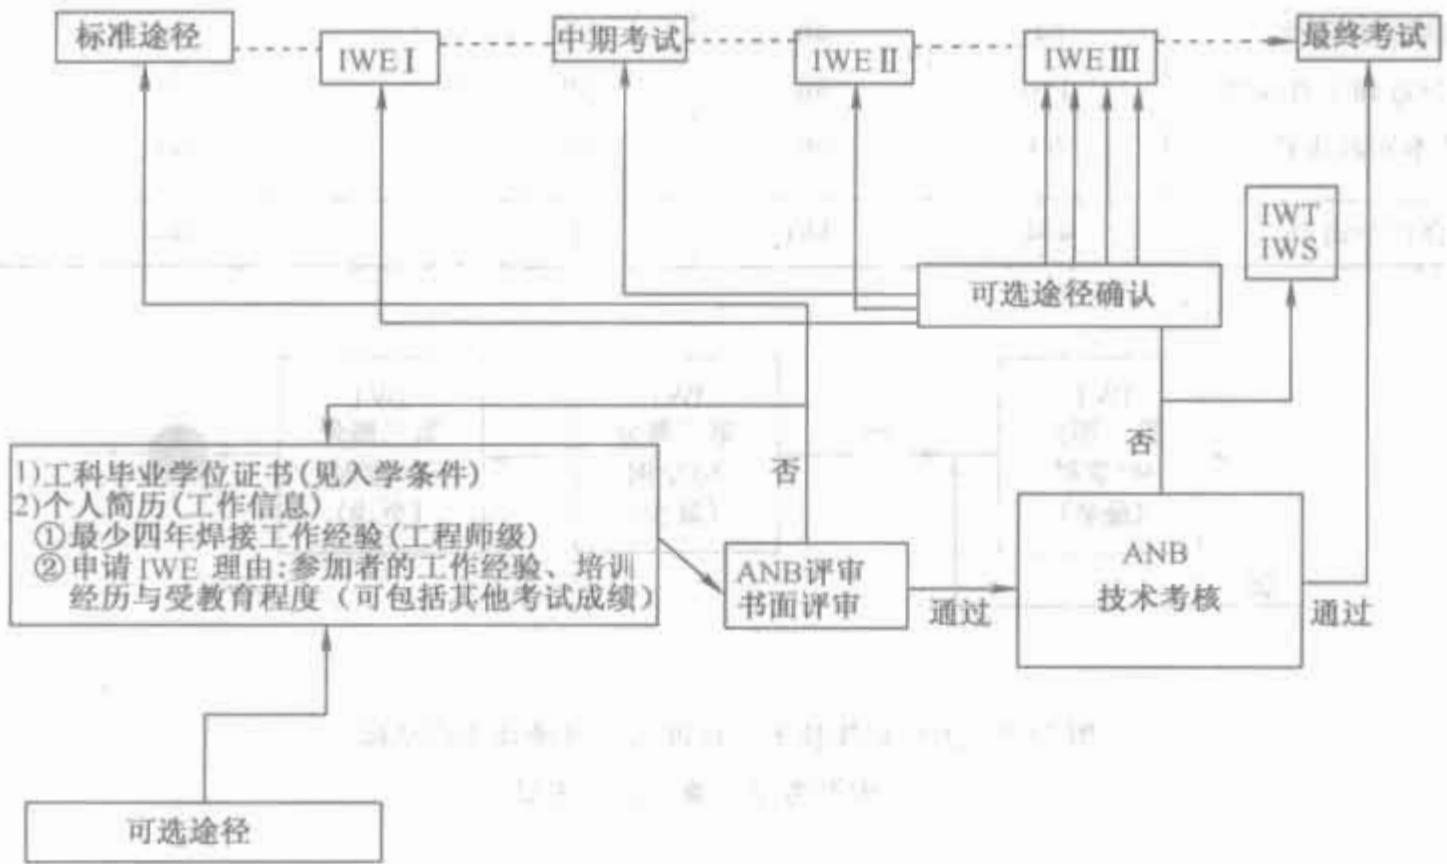 标准途径
IWE I
中期考试
IWE II
IWE III
最终考试
IWT
IWS
可选途径确认
否
否
1)工科毕业学位证书(见入学条件)
2)个人简历(工作信息)
①最少四年焊接工作经验(工程师级)
②申请 IWE 理由:参加者的工作经验、培训
经历与受教育程度（可包括其他考试成绩）
ANB评审
书面评审
通过
ANB
技术考核
通过
可选途径